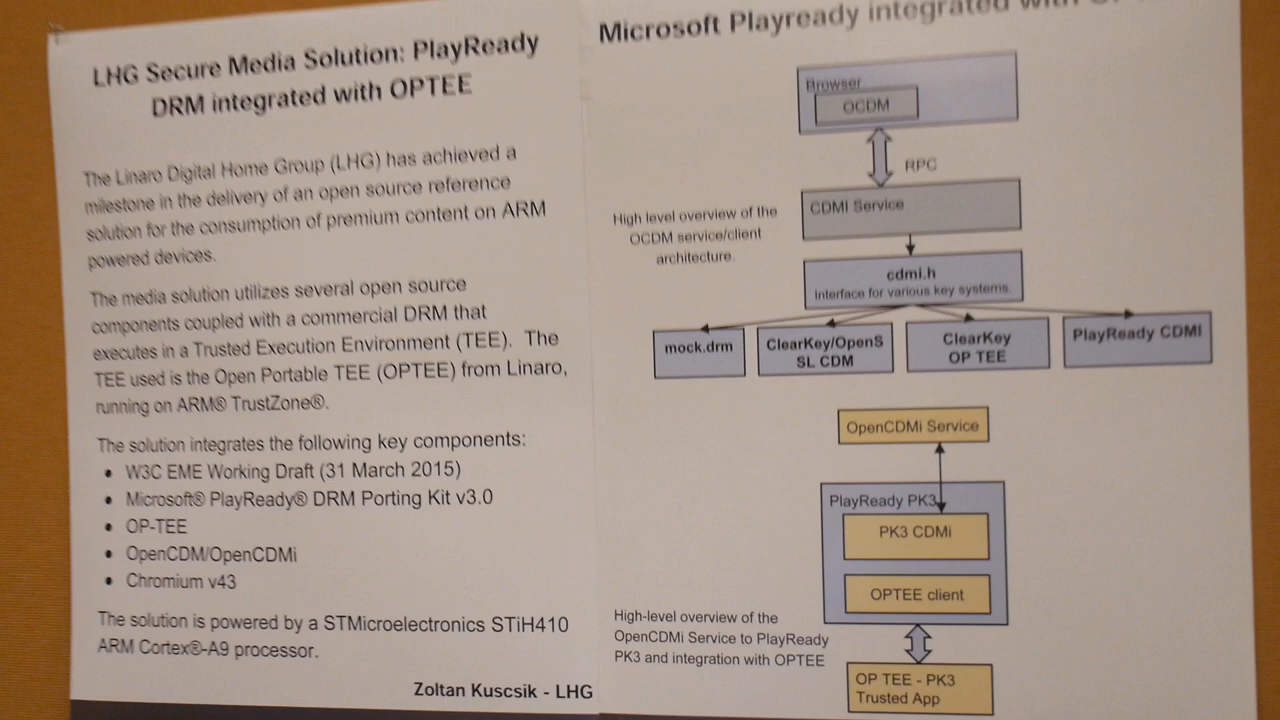 LHG Secure Media Solution: PlayReady
DRM integrated with OPTEE
The Linaro Digital Home Group (LHG) has achieved a
milestone in the delivery of an open source reference
solution for the consumption of premium content on ARM
powered devices.
The media solution utilizes several open source
components coupled with a commercial DRM that
executes in a Trusted Execution Environment (TEE).  The
TEE used is the Open Portable TEE (OPTEE) from Linaro,
running on ARM® TrustZone®.
The solution integrates the following key components:
• W3C EME Working Draft (31 March 2015)
• Microsoft® PlayReady® DRM Porting Kit v3.0
• OP-TEE
• OpenCDM/OpenCDMi
• Chromium v43
The solution is powered by a STMicroelectronics STiH410
ARM Cortex®-A9 processor.
Zoltan Kuscsik - LHG
Microsoft Playready integrated with
Browser
OCDM
RPC
CDMI Service
High level overview of the
OCDM service/client
architecture.
cdmi.h
Interface for various key systems.
mock.drm
ClearKey/OpenS
SL CDM
ClearKey
OP TEE
PlayReady CDMI
OpenCDMi Service
PlayReady PK3
PK3 CDMi
OPTEE client
High-level overview of the
OpenCDMi Service to PlayReady
PK3 and integration with OPTEE
OP TEE - PK3
Trusted App